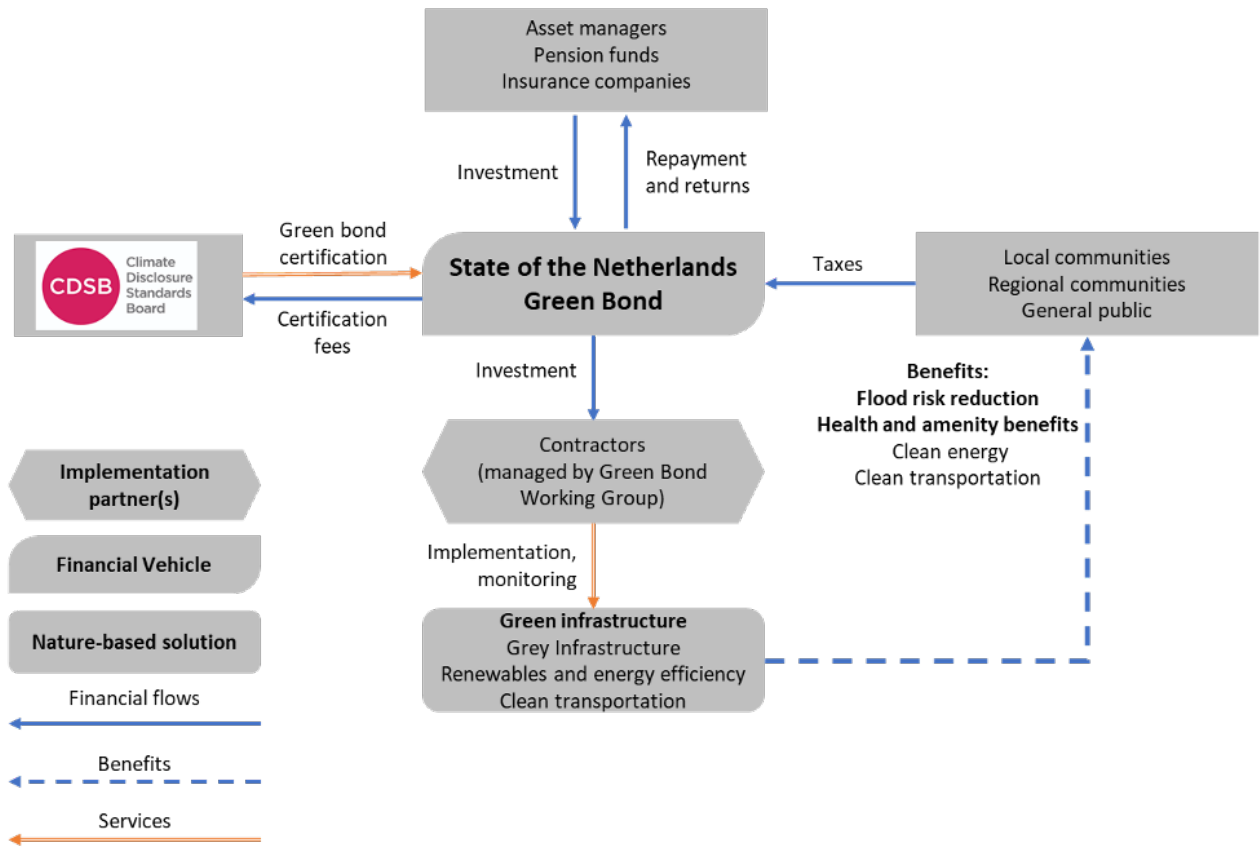 Asset managers
Pension funds
Insurance companies
Investment
Repayment
and returns
Green bond
certification
CDSB
Climate
Disclosure
Standards
Board
Certification
fees
State of the Netherlands
Green Bond
Taxes
Local communities
Regional communities
General public
Investment
Benefits:
Flood risk reduction
Health and amenity benefits
Clean energy
Clean transportation
Contractors
(managed by Green Bond
Working Group)
Implementation,
monitoring
Green infrastructure
Grey Infrastructure
Renewables and energy efficiency
Clean transportation
Implementation
partner(s)
Financial Vehicle
Nature-based solution
Financial flows
Benefits
Services